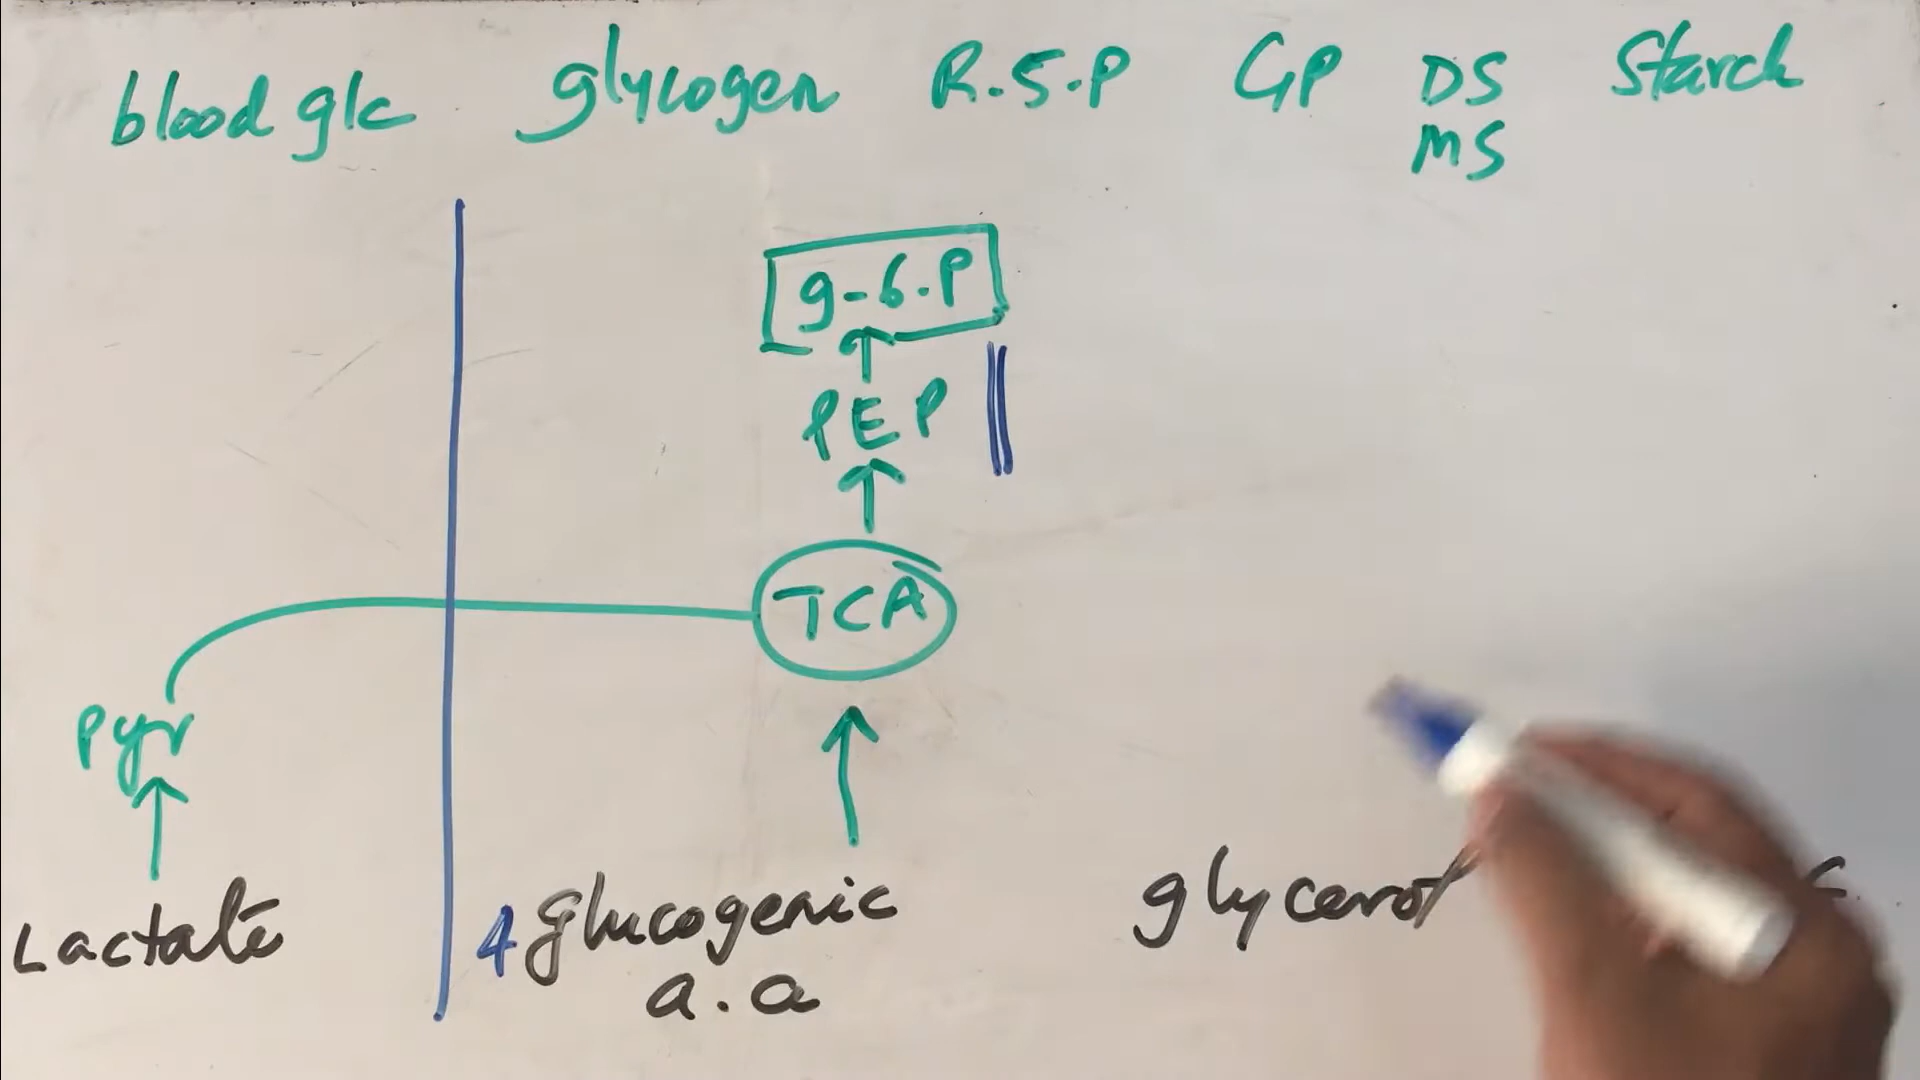 blood glc glycogen R.5.P GP DS Starch
MS
g-6.P
PEP
TCA
Pyr
Lactate 4 glucogenic glycerol
a.a